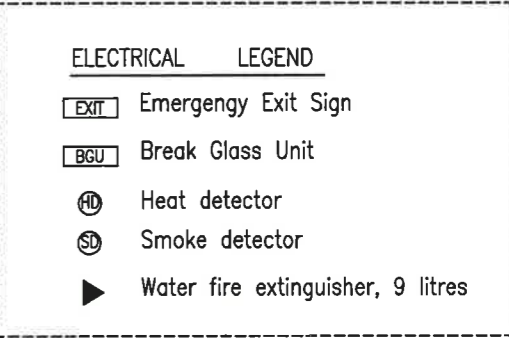 ELECTRICAL LEGEND
EXIT Emergengy Exit Sign
BGU Break Glass Unit
HD Heat detector
SD Smoke detector
Water fire extinguisher, 9 litres